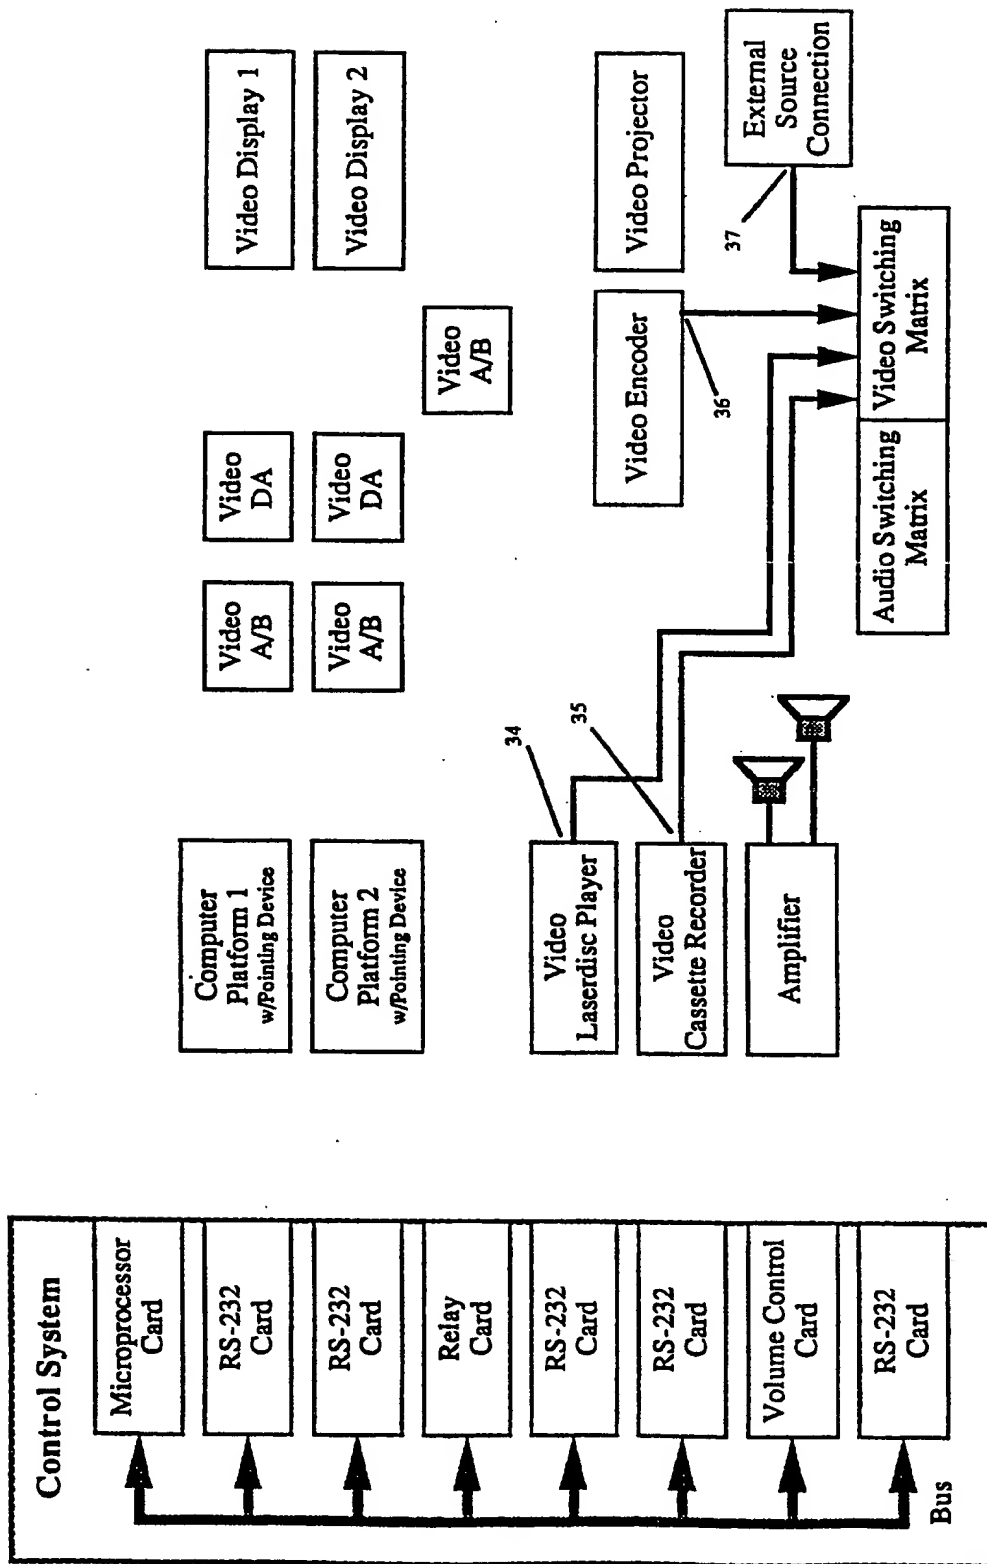 Control System
Microprocessor
Card
RS-232
Card
RS-232
Card
Relay
Card
RS-232
Card
RS-232
Card
Volume Control
Card
RS-232
Card
Bus
Computer
Platform 1
w/Pointing Device
Computer
Platform 2
w/Pointing Device
Video
Laserdisc Player
Video
Cassette Recorder
Amplifier
34
35
Video
A/B
Video
A/B
Video
DA
Video
DA
Video
A/B
Video Display 1
Video Display 2
Video Encoder
Video Projector
36
37
External
Source
Connection
Audio Switching
Matrix
Video Switching
Matrix